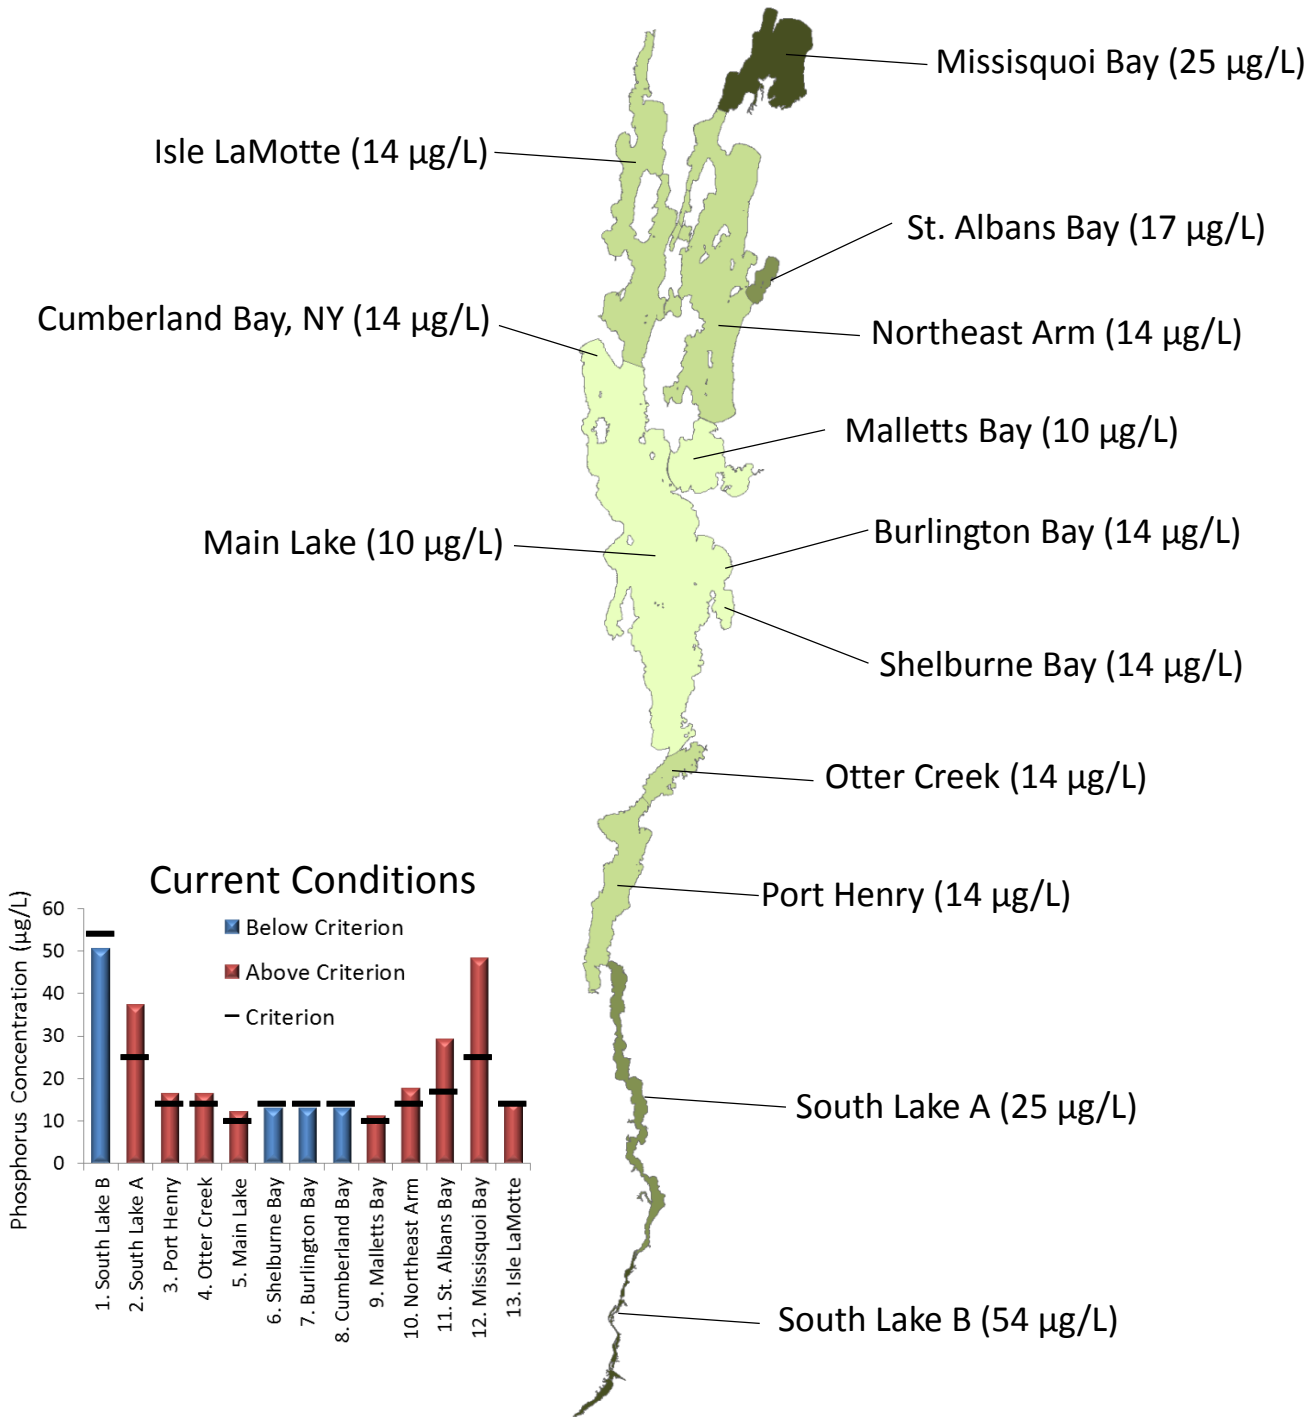 Missisquoi Bay (25 µg/L)
Isle LaMotte (14 µg/L)
St. Albans Bay (17 µg/L)
Cumberland Bay, NY (14 µg/L)
Northeast Arm (14 µg/L)
Malletts Bay (10 µg/L)
Main Lake (10 µg/L)
Burlington Bay (14 µg/L)
Shelburne Bay (14 µg/L)
Otter Creek (14 µg/L)
Port Henry (14 µg/L)
South Lake A (25 µg/L)
South Lake B (54 µg/L)
Current Conditions
Phosphorus Concentration (µg/L)
60
50
40
30
20
10
0
Below Criterion
Above Criterion
Criterion
1. South Lake B
2. South Lake A
3. Port Henry
4. Otter Creek
5. Main Lake
6. Shelburne Bay
7. Burlington Bay
8. Cumberland Bay
9. Malletts Bay
10. Northeast Arm
11. St. Albans Bay
12. Missisquoi Bay
13. Isle LaMotte